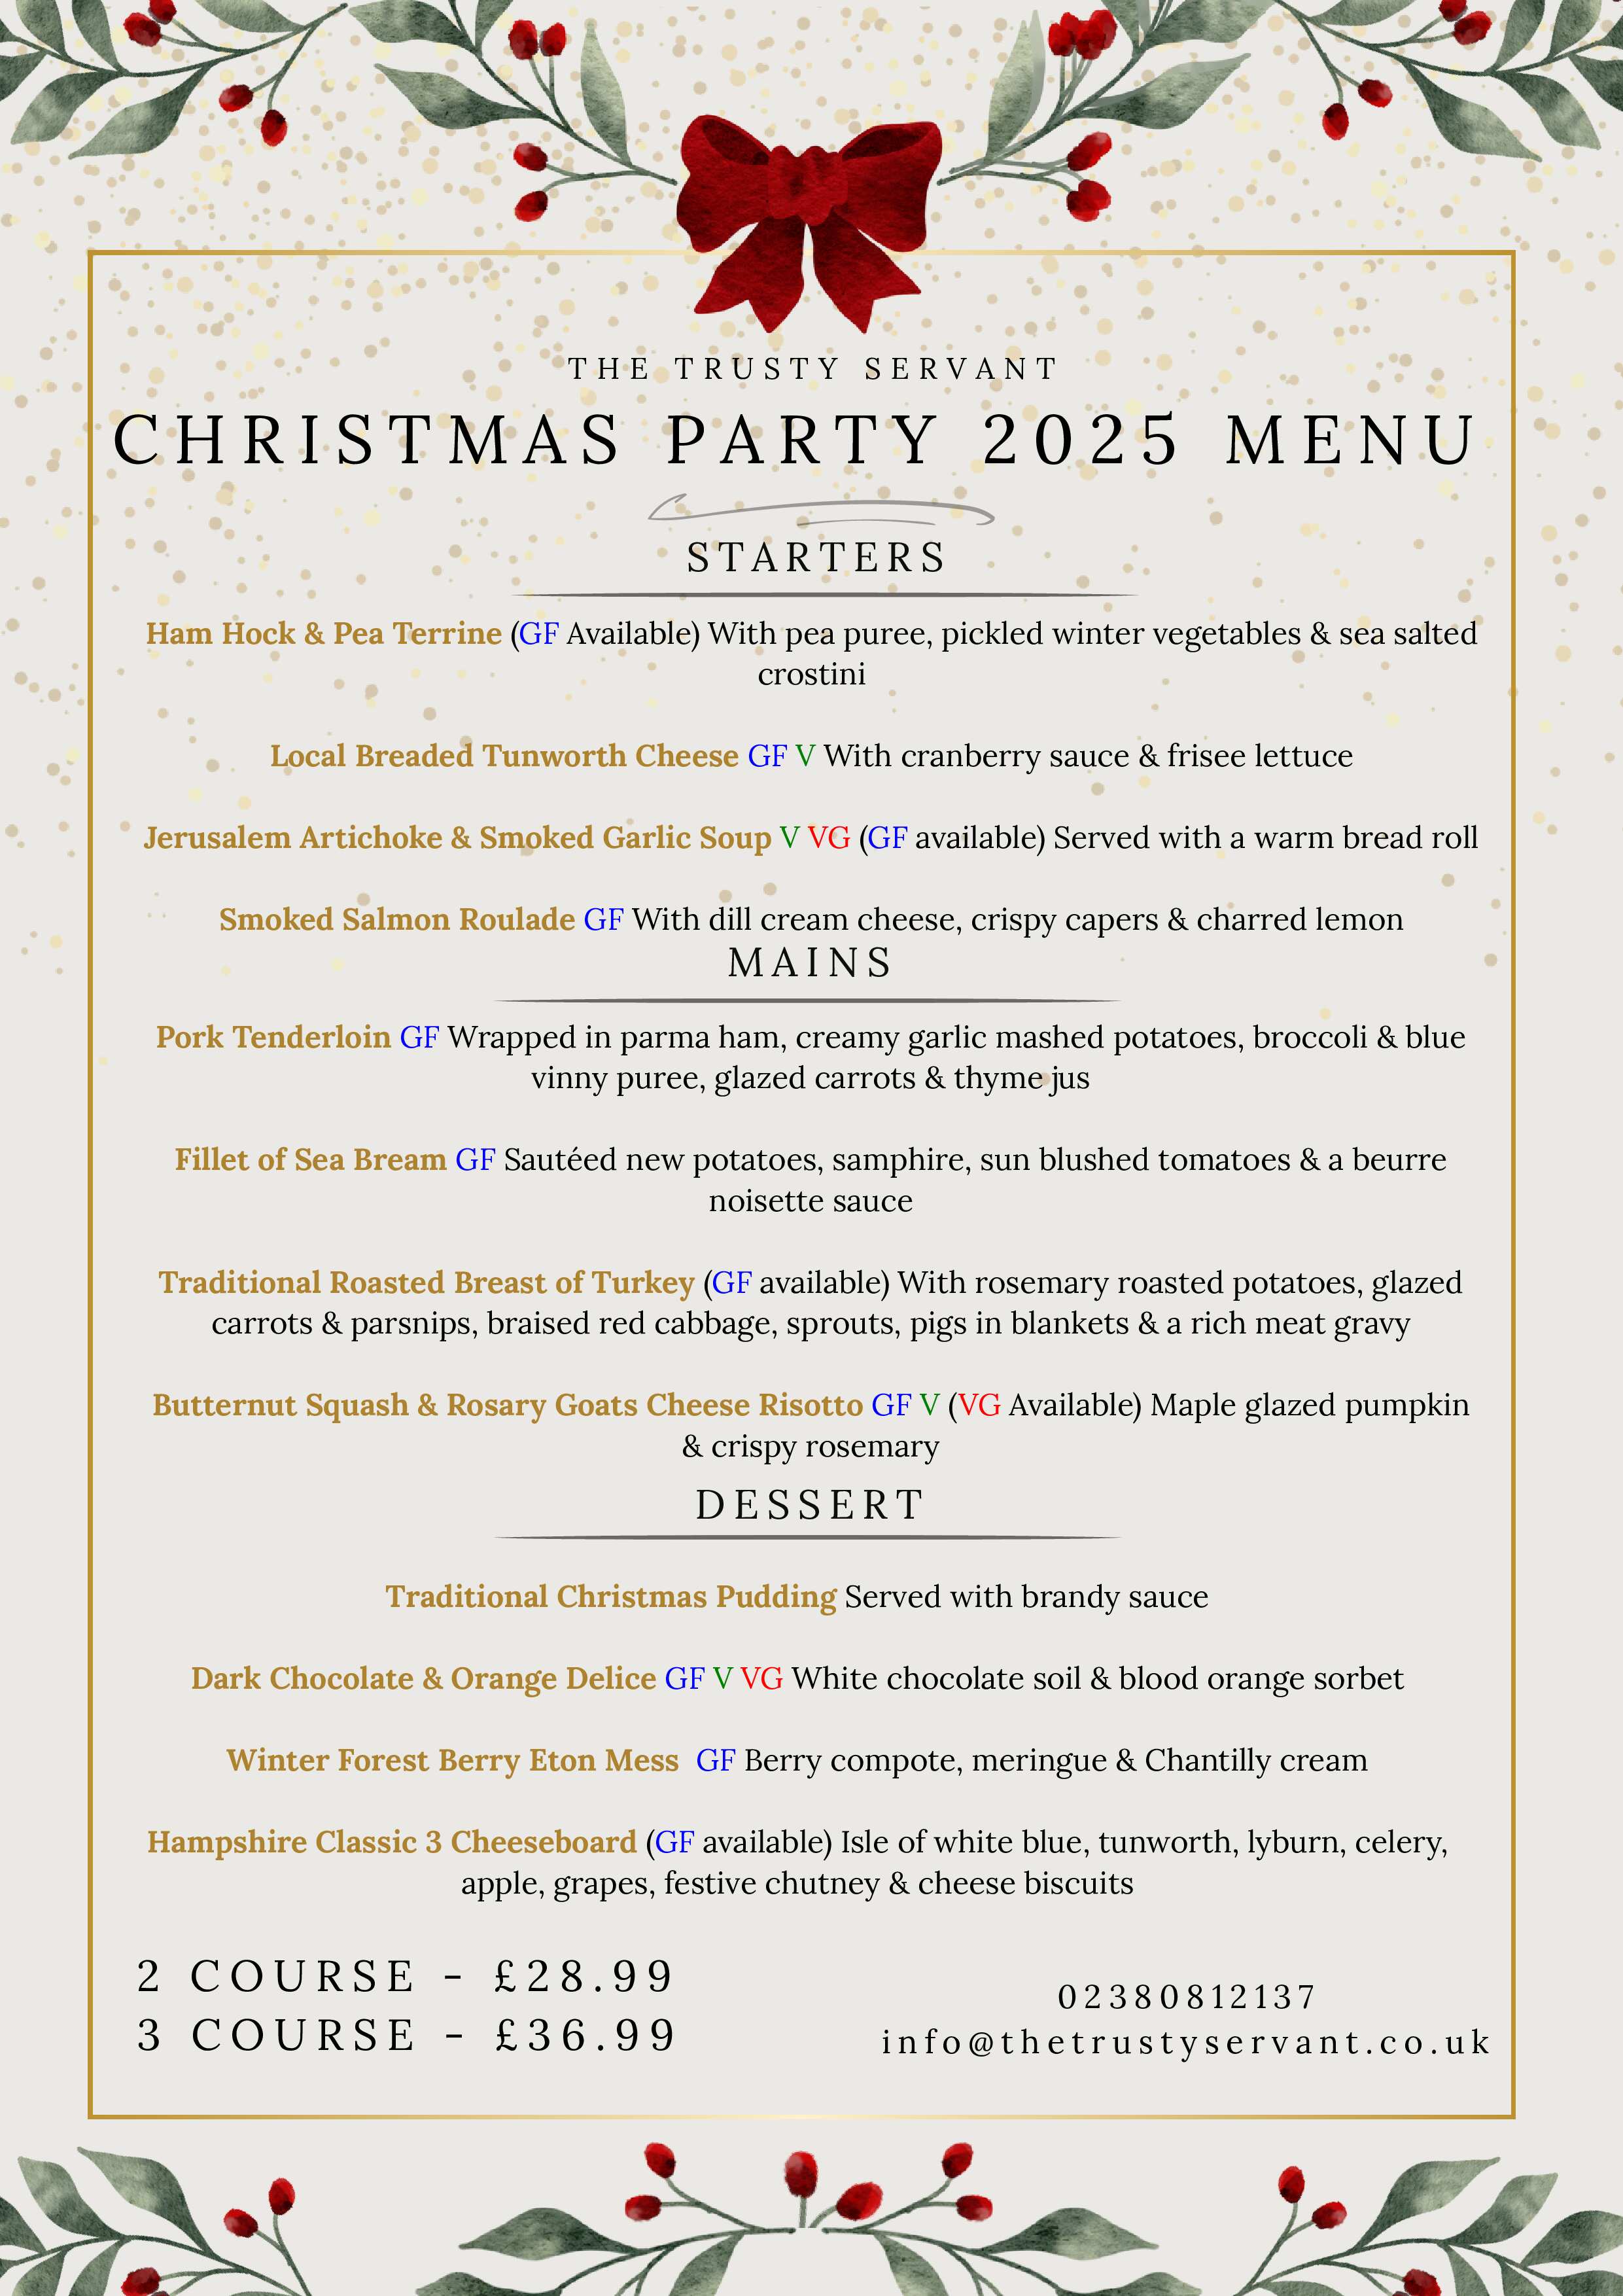 THE TRUSTY SERVANT
CHRISTMAS PARTY 2025 MENU
STARTERS
Ham Hock & Pea Terrine (GF Available) With pea puree, pickled winter vegetables & sea salted
crostini
Local Breaded Tunworth Cheese GF V With cranberry sauce & frisee lettuce
Jerusalem Artichoke & Smoked Garlic Soup V VG (GF available) Served with a warm bread roll
Smoked Salmon Roulade GF With dill cream cheese, crispy capers & charred lemon
MAINS
Pork Tenderloin GF Wrapped in parma ham, creamy garlic mashed potatoes, broccoli & blue
vinny puree, glazed carrots & thyme jus
Fillet of Sea Bream GF Sautéed new potatoes, samphire, sun blushed tomatoes & a beurre
noisette sauce
Traditional Roasted Breast of Turkey (GF available) With rosemary roasted potatoes, glazed
carrots & parsnips, braised red cabbage, sprouts, pigs in blankets & a rich meat gravy
Butternut Squash & Rosary Goats Cheese Risotto GF V (VG Available) Maple glazed pumpkin
& crispy rosemary
DESSERT
Traditional Christmas Pudding Served with brandy sauce
Dark Chocolate & Orange Delice GF V VG White chocolate soil & blood orange sorbet
Winter Forest Berry Eton Mess GF Berry compote, meringue & Chantilly cream
Hampshire Classic 3 Cheeseboard (GF available) Isle of white blue, tunworth, lyburn, celery,
apple, grapes, festive chutney & cheese biscuits
2 COURSE - £28.99
3 COURSE - £36.99
02380812137
info@thetrustyservant.co.uk